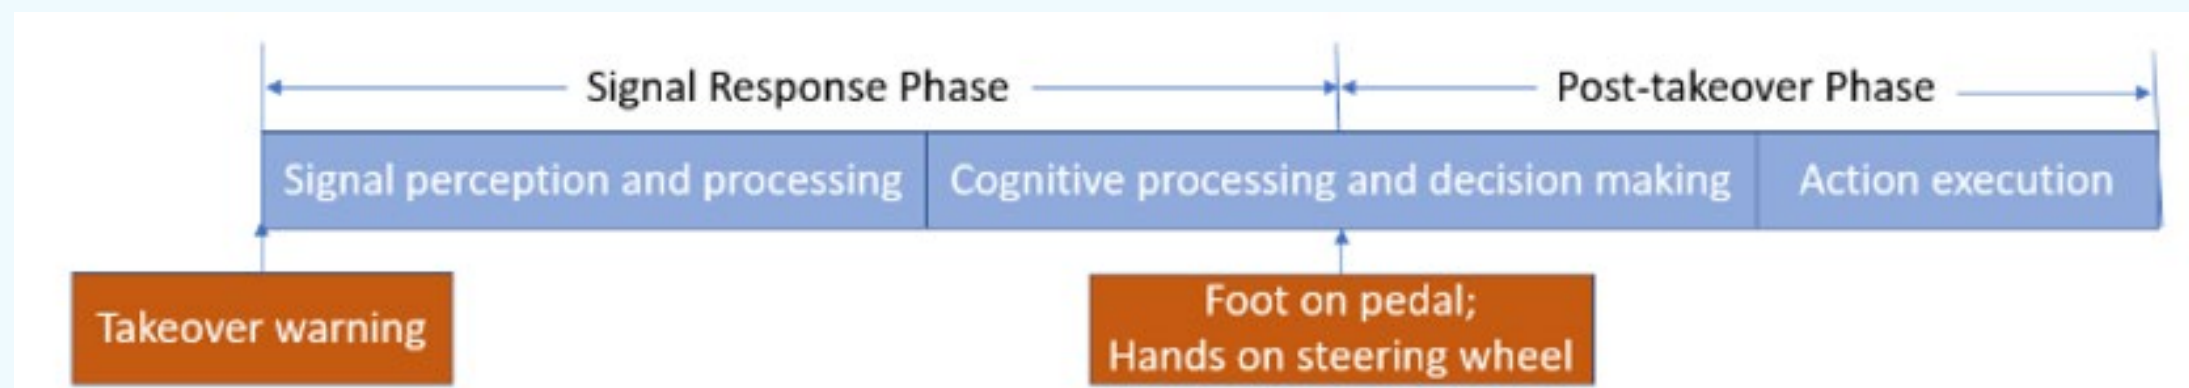 Signal Response Phase
Post-takeover Phase
Signal perception and processing
Cognitive processing and decision making
Action execution
Takeover warning
Foot on pedal;
Hands on steering wheel